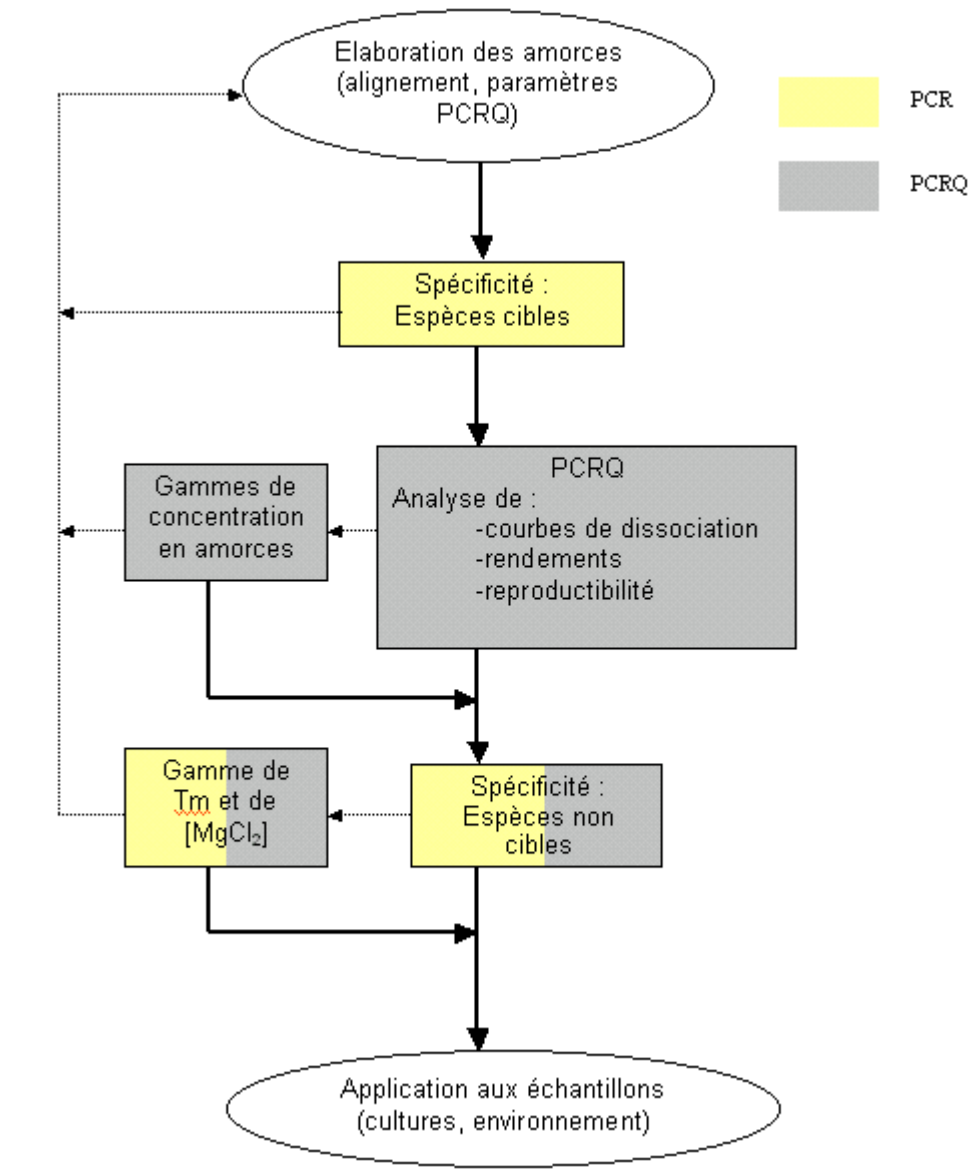 Elaboration des amorces
(alignement, paramètres
PCRQ)
PCR
PCRQ
Spécificité :
Espèces cibles
PCRQ
Analyse de :
-courbes de dissociation
-rendements
-reproductibilité
Gammes de
concentration
en amorces
Gamme de
Tm et de
[MgCl₂]
Spécificité :
Espèces non
cibles
Application aux échantillons
(cultures, environnement)